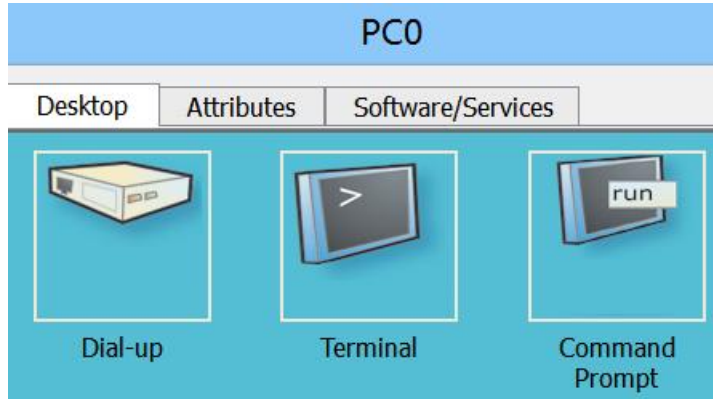 PC0
Desktop Attributes Software/Services
>
run
Dial-up Terminal Command
Prompt